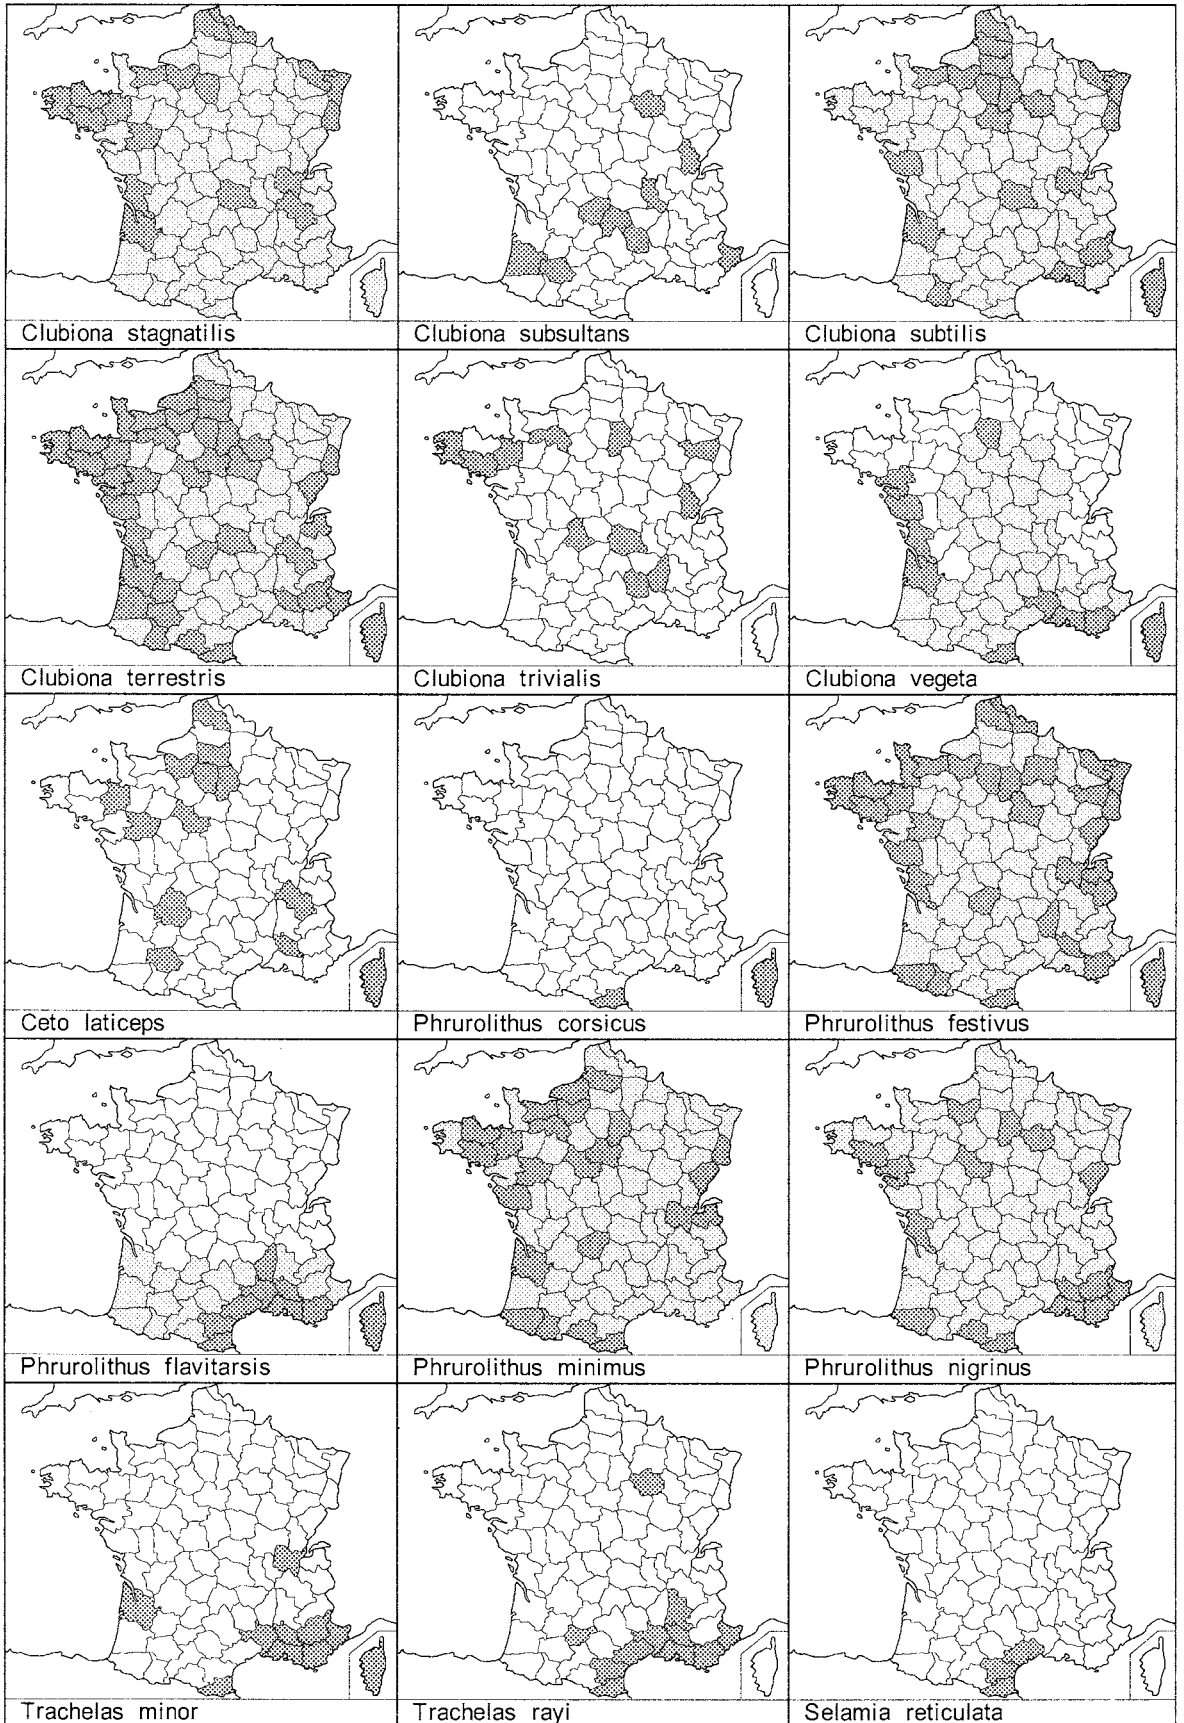 Clubiona stagnatilis
Clubiona subsultans
Clubiona subtilis
Clubiona terrestris
Clubiona trivialis
Clubiona vegeta
Ceto laticeps
Phrurolithus corsicus
Phrurolithus festivus
Phrurolithus flavitarsis
Phrurolithus minimus
Phrurolithus nigrinus
Trachelas minor
Trachelas rayi
Selamia reticulata